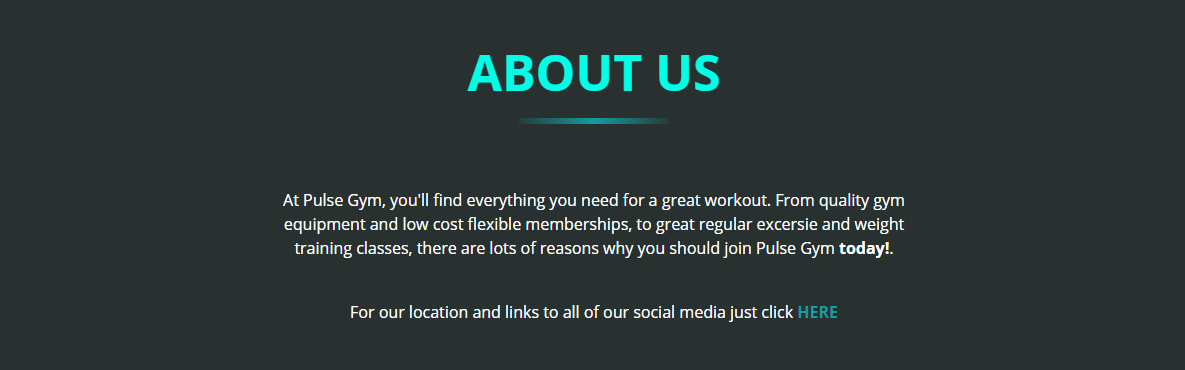 ABOUT US
At Pulse Gym, you'll find everything you need for a great workout. From quality gym
equipment and low cost flexible memberships, to great regular excersie and weight
training classes, there are lots of reasons why you should join Pulse Gym today!.
For our location and links to all of our social media just click HERE